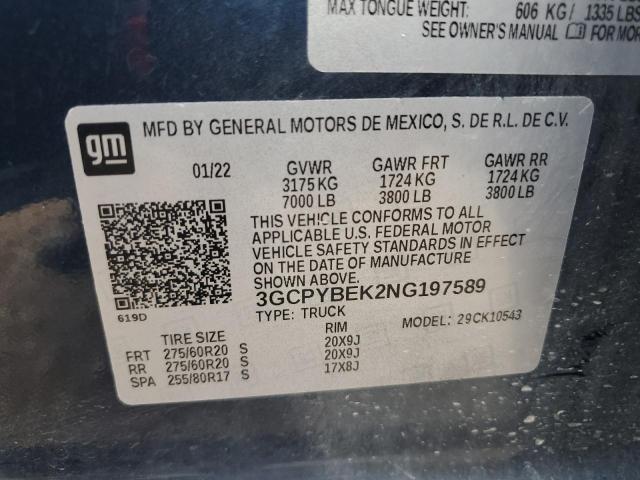 MAX TONGUE WEIGHT: 606 KG / 1335 LBS
SEE OWNER'S MANUAL FOR MOR
gm
MFD BY GENERAL MOTORS DE MEXICO, S. DE R.L. DE C.V.
01/22 GVWR GAWR FRT GAWR RR
3175 KG 1724 KG 1724 KG
7000 LB 3800 LB 3800 LB
THIS VEHICLE CONFORMS TO ALL
APPLICABLE U.S. FEDERAL MOTOR
VEHICLE SAFETY STANDARDS IN EFFECT
ON THE DATE OF MANUFACTURE
SHOWN ABOVE.
3GCPYBEK2NG197589
619D
TYPE: TRUCK MODEL: 29CK10543
TIRE SIZE RIM
FRT 275/60R20 S 20X9J
RR 275/60R20 S 20X9J
SPA 255/80R17 S 17X8J